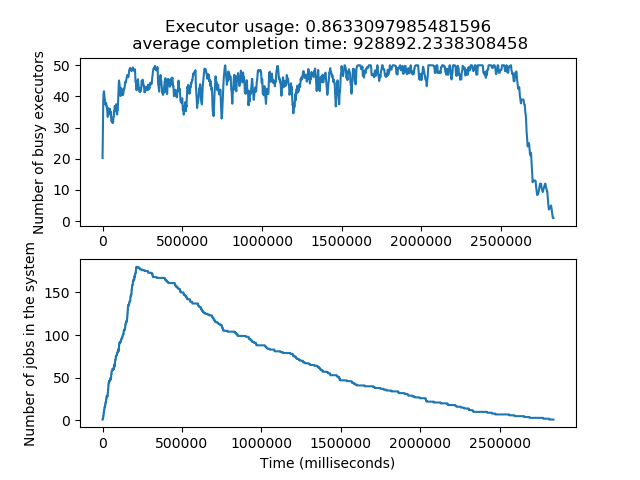 Executor usage: 0.8633097985481596
average completion time: 928892.2338308458
Number of busy executors
50
40
30
20
10
0
0 500000 1000000 1500000 2000000 2500000
Number of jobs in the system
150
100
50
0
0 500000 1000000 1500000 2000000 2500000
Time (milliseconds)